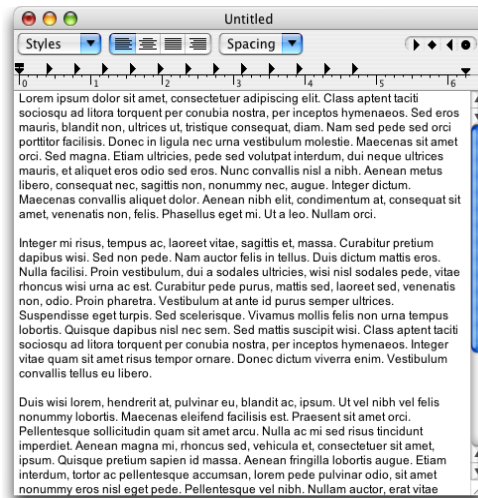 Untitled
Styles Spacing
0 1 2 3 4 5 6
Lorem ipsum dolor sit amet, consectetuer adipiscing elit. Class aptent taciti
sociosqu ad litora torquent per conubia nostra, per inceptos hymenaeos. Sed eros
mauris, blandit non, ultrices ut, tristique consequat, diam. Nam sed pede sed orci
porttitor facilisis. Donec in ligula nec urna vestibulum molestie. Maecenas sit amet
orci. Sed magna. Etiam ultricies, pede sed volutpat interdum, dui neque ultrices
mauris, et aliquet eros odio sed eros. Nunc convallis nisl a nibh. Aenean metus
libero, consequat nec, sagittis non, nonummy nec, augue. Integer dictum.
Maecenas convallis aliquet dolor. Aenean nibh elit, condimentum at, consequat sit
amet, venenatis non, felis. Phasellus eget mi. Ut a leo. Nullam orci.
Integer mi risus, tempus ac, laoreet vitae, sagittis et, massa. Curabitur pretium
dapibus wisi. Sed non pede. Nam auctor felis in tellus. Duis dictum mattis eros.
Nulla facilisi. Proin vestibulum, dui a sodales ultricies, wisi nisl sodales pede, vitae
rhoncus wisi urna ac est. Curabitur pede purus, mattis sed, laoreet sed, venenatis
non, odio. Proin pharetra. Vestibulum at ante id purus semper ultrices.
Suspendisse eget turpis. Sed scelerisque. Vivamus mollis felis non urna tempus
lobortis. Quisque dapibus nisl nec sem. Sed mattis suscipit wisi. Class aptent taciti
sociosqu ad litora torquent per conubia nostra, per inceptos hymenaeos. Integer
vitae quam sit amet risus tempor ornare. Donec dictum viverra enim. Vestibulum
convallis tellus eu libero.
Duis wisi lorem, hendrerit at, pulvinar eu, blandit ac, ipsum. Ut vel nibh vel felis
nonummy lobortis. Maecenas eleifend facilisis est. Praesent sit amet orci.
Pellentesque sollicitudin quam sit amet arcu. Nulla ac mi sed risus tincidunt
imperdiet. Aenean magna mi, rhoncus sed, vehicula et, consectetuer sit amet,
ipsum. Quisque pretium sapien id massa. Aenean fringilla lobortis augue. Etiam
interdum, tortor ac pellentesque accumsan, lorem pede pulvinar odio, sit amet
nonummy eros nisl eget pede. Pellentesque vel nibh. Nullam auctor, erat vitae